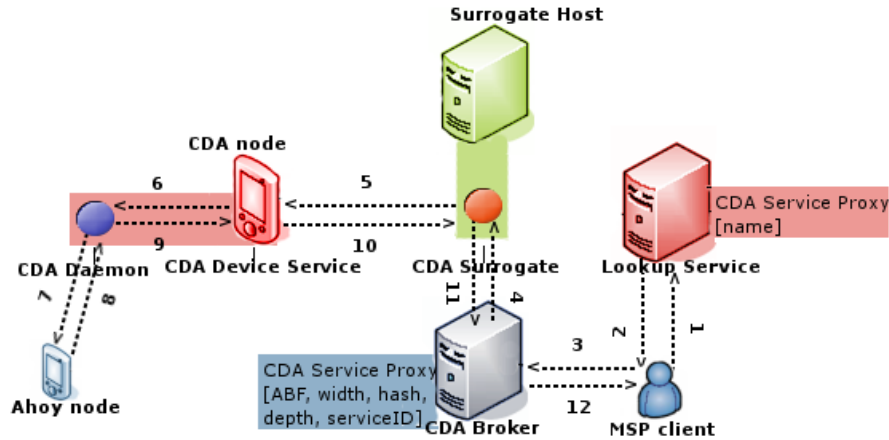 Surrogate Host
CDA node
6
5
CDA Service Proxy
[name]
9
10
CDA Daemon
CDA Device Service
CDA Surrogate
Lookup Service
7
8
11
4
2
1
3
CDA Service Proxy
[ABF, width, hash,
depth, serviceID]
12
Ahoy node
CDA Broker
MSP client